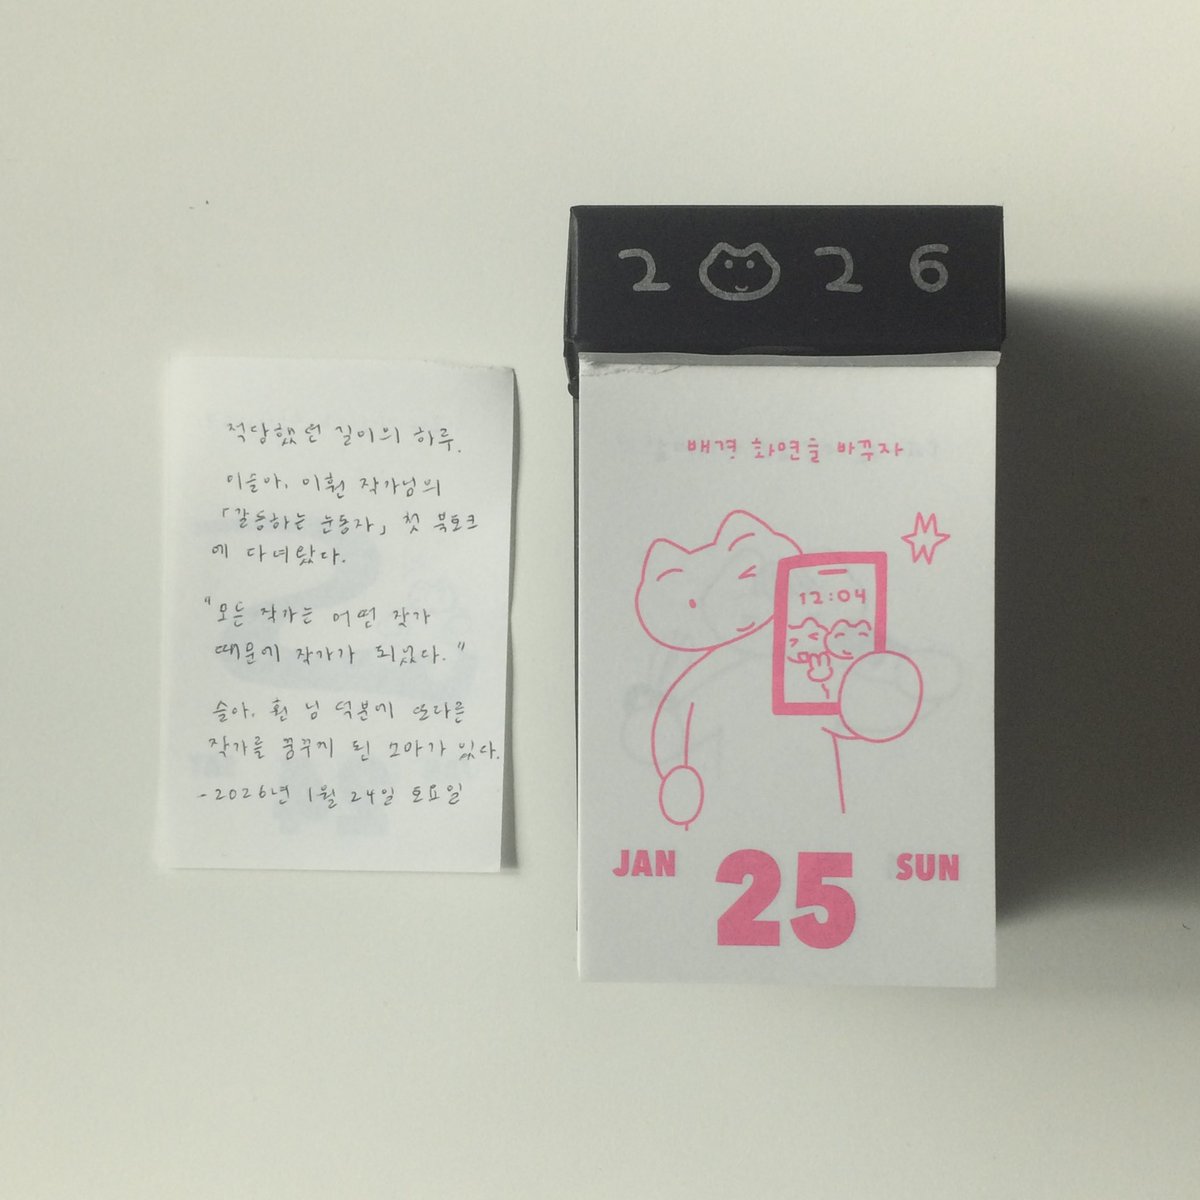 적당했던 길이의 하루.
이슬아, 이훤 작가님의
「갈등하는 눈동자」 첫 북토크
에 다녀왔다.
"모든 작가는 어떤 작가
때문에 작가가 되었다."
슬아, 훤 님 덕분에 또다른
작가를 꿈꾸게 된 소마가 있다.
- 2026년 1월 24일 토요일
2 26
배경 화면을 바꾸자
12:04
JAN 25 SUN